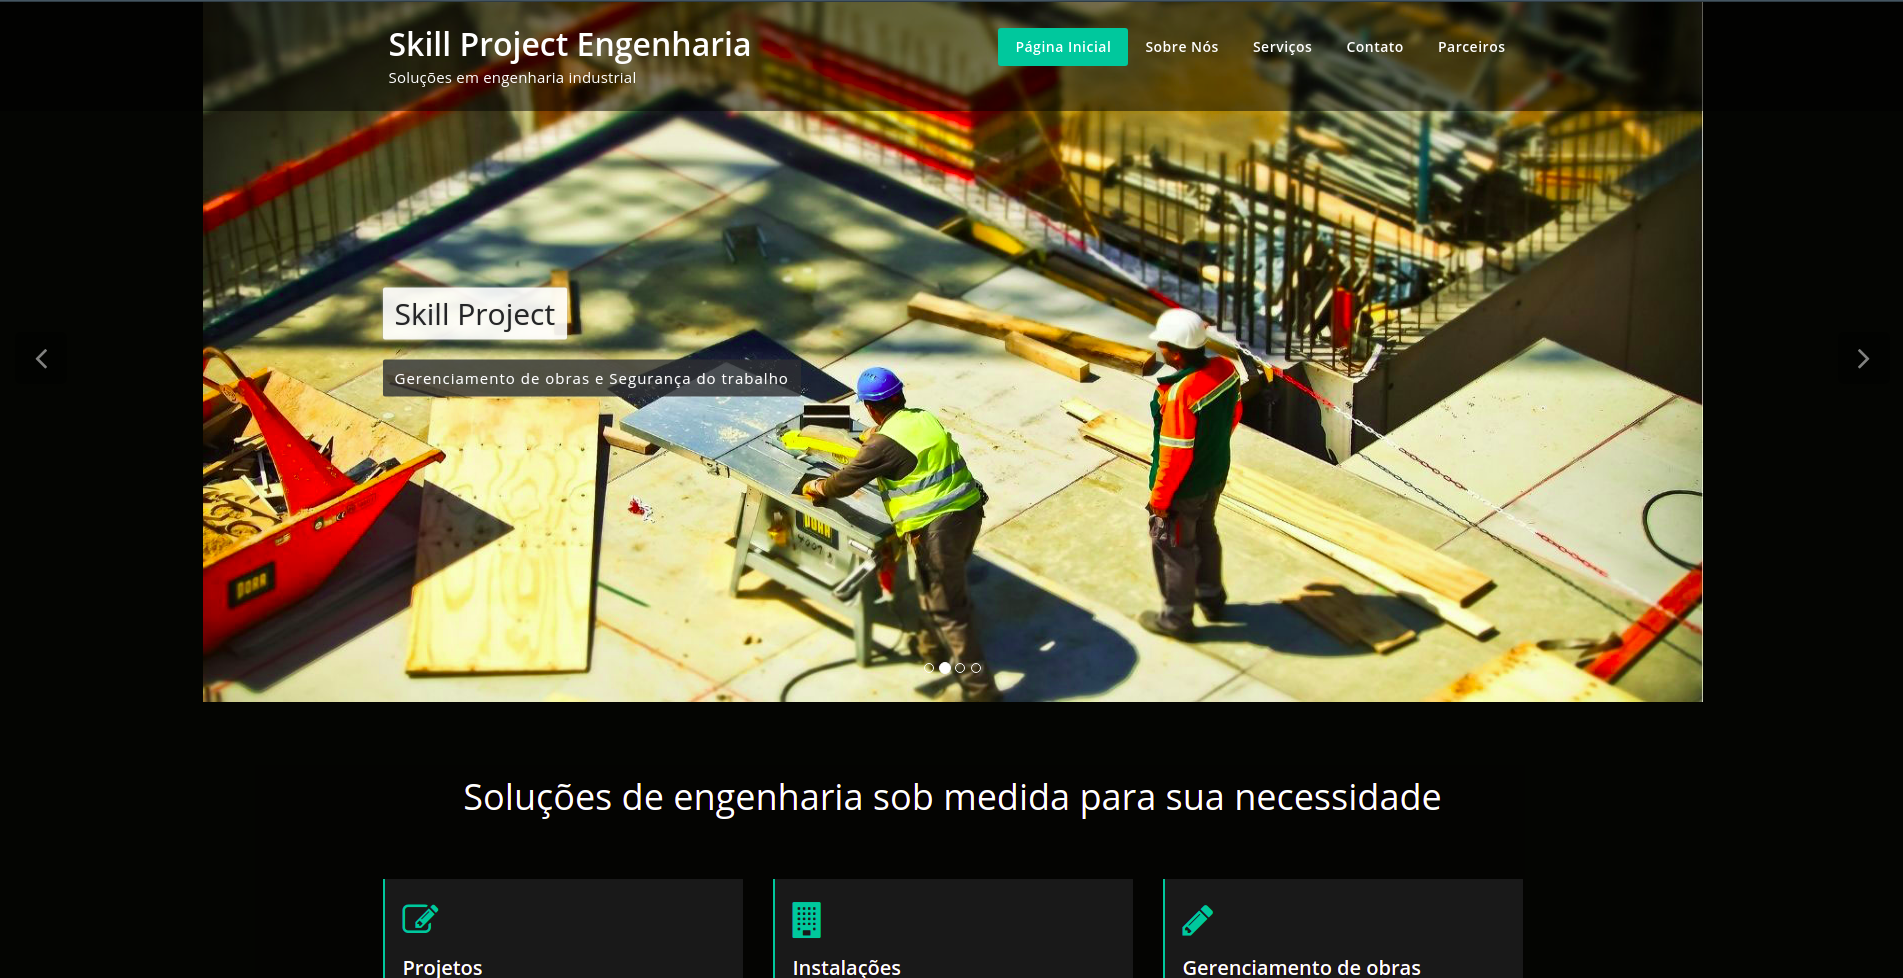 Skill Project Engenharia
Soluções em engenharia industrial
Página Inicial
Sobre Nós
Serviços
Contato
Parceiros
Skill Project
Gerenciamento de obras e Segurança do trabalho
DORR
Soluções de engenharia sob medida para sua necessidade
Projetos
Instalações
Gerenciamento de obras